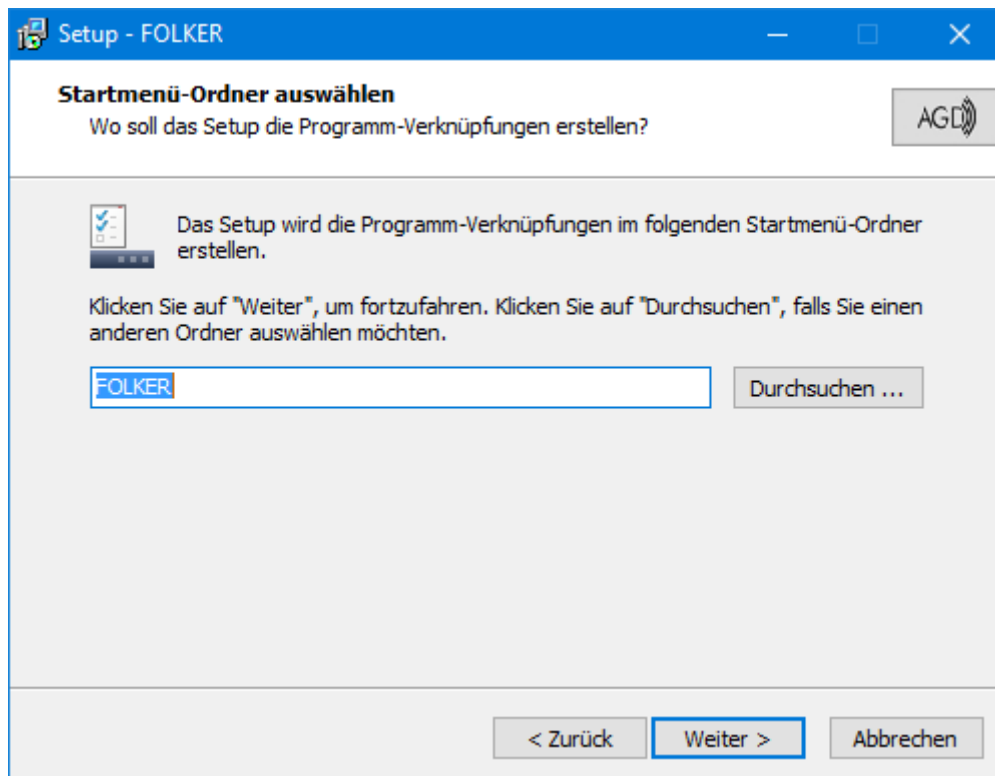 Setup - FOLKER
Startmenü-Ordner auswählen
Wo soll das Setup die Programm-Verknüpfungen erstellen?
AGD
Das Setup wird die Programm-Verknüpfungen im folgenden Startmenü-Ordner
erstellen.
Klicken Sie auf "Weiter", um fortzufahren. Klicken Sie auf "Durchsuchen", falls Sie einen
anderen Ordner auswählen möchten.
FOLKER
Durchsuchen ...
< Zurück
Weiter >
Abbrechen